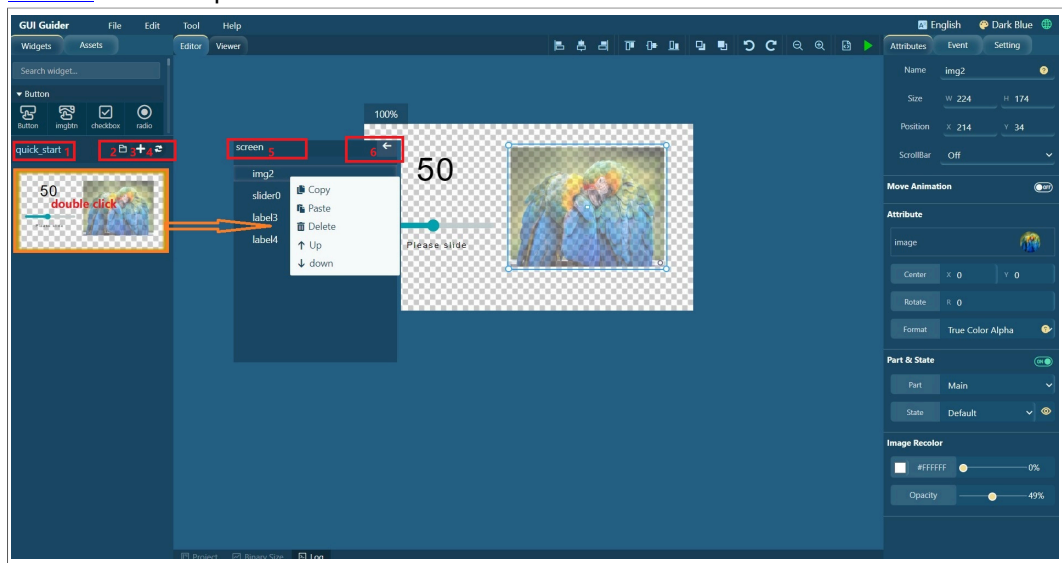 GUI Guider File Edit Tool Help English Dark Blue
Widgets Assets Editor Viewer Attributes Event Setting
Search widget...
Button
Button imgbtn checkbox radio
quick_start 1 2 3 4
50
double click
Please slide
100%
screen 5 6
img2
slider0
label3
label4
Copy
Paste
Delete
Up
down
50
Please slide
Name img2
Size W 224 H 174
Position X 214 Y 34
ScrollBar Off
Move Animation OFF
Attribute
image
Center X 0 Y 0
Rotate R 0
Format True Color Alpha
Part & State ON
Part Main
State Default
Image Recolor
#FFFFFF 0%
Opacity 49%
Project Binary Size Log